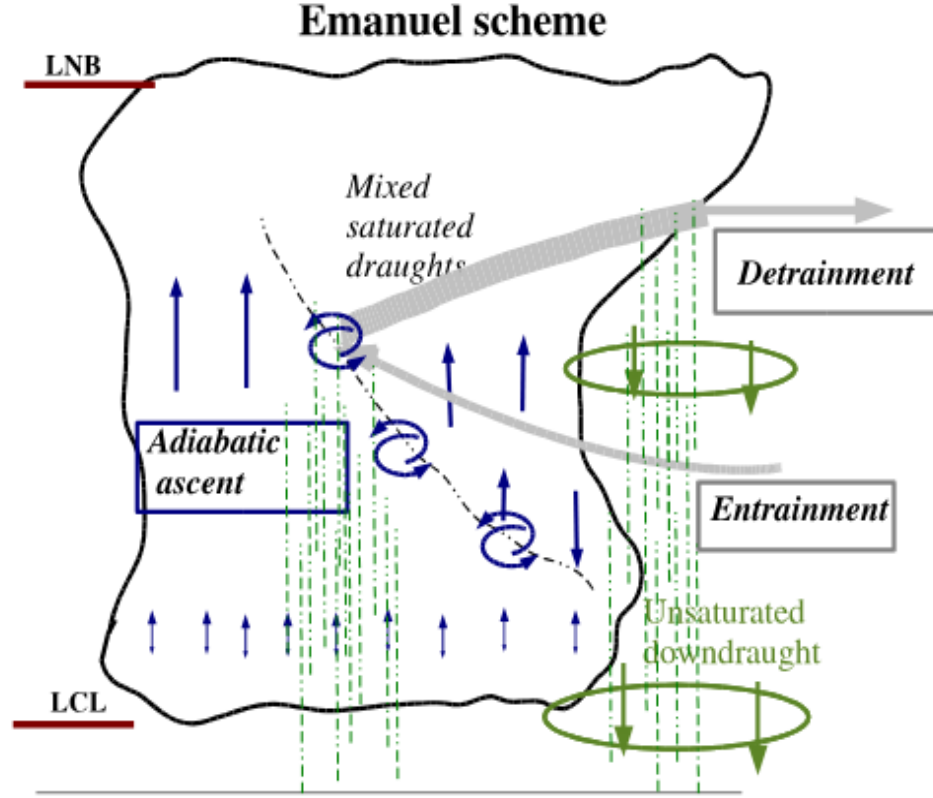 Emanuel scheme
LNB
Mixed
saturated
draughts
Detrainment
Adiabatic
ascent
Entrainment
Unsaturated
downdraught
LCL